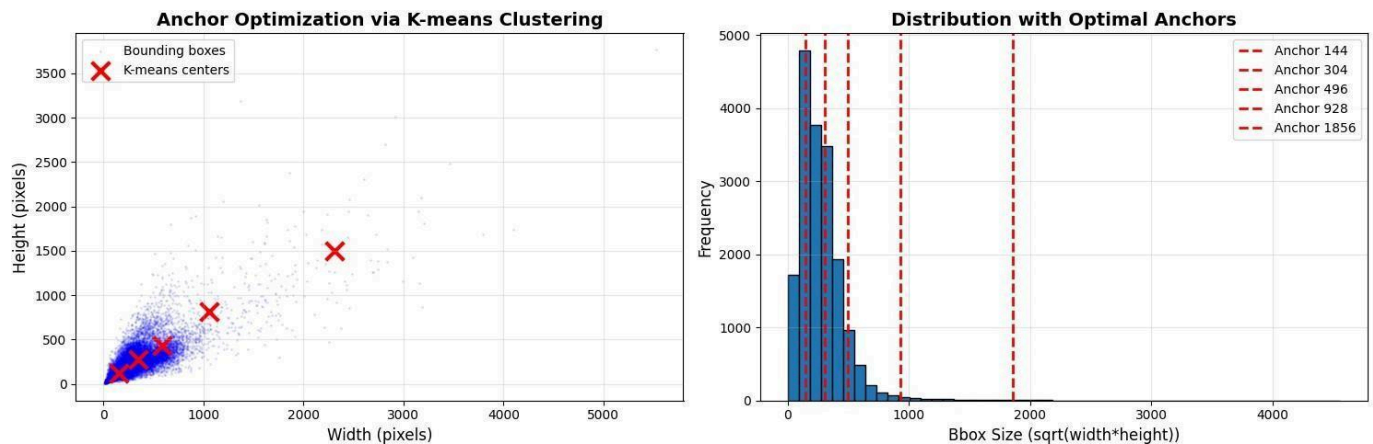 Anchor Optimization via K-means Clustering
Bounding boxes
K-means centers
Height (pixels)
3500
3000
2500
2000
1500
1000
500
0
0 1000 2000 3000 4000 5000
Width (pixels)
Distribution with Optimal Anchors
Anchor 144
Anchor 304
Anchor 496
Anchor 928
Anchor 1856
Frequency
5000
4000
3000
2000
1000
0
0 1000 2000 3000 4000
Bbox Size (sqrt(width*height))